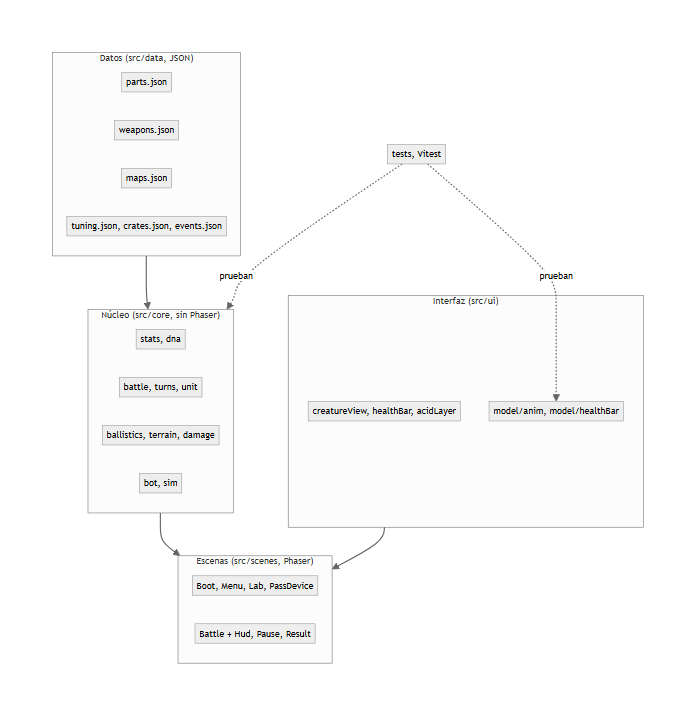 Datos (src/data, JSON)
parts.json
weapons.json
maps.json
tuning.json, crates.json, events.json
tests, Vitest
prueban
prueban
Núcleo (src/core, sin Phaser)
stats, dna
battle, turns, unit
ballistics, terrain, damage
bot, sim
Interfaz (src/ui)
creatureView, healthBar, acidLayer
model/anim, model/healthBar
Escenas (src/scenes, Phaser)
Boot, Menu, Lab, PassDevice
Battle + Hud, Pause, Result